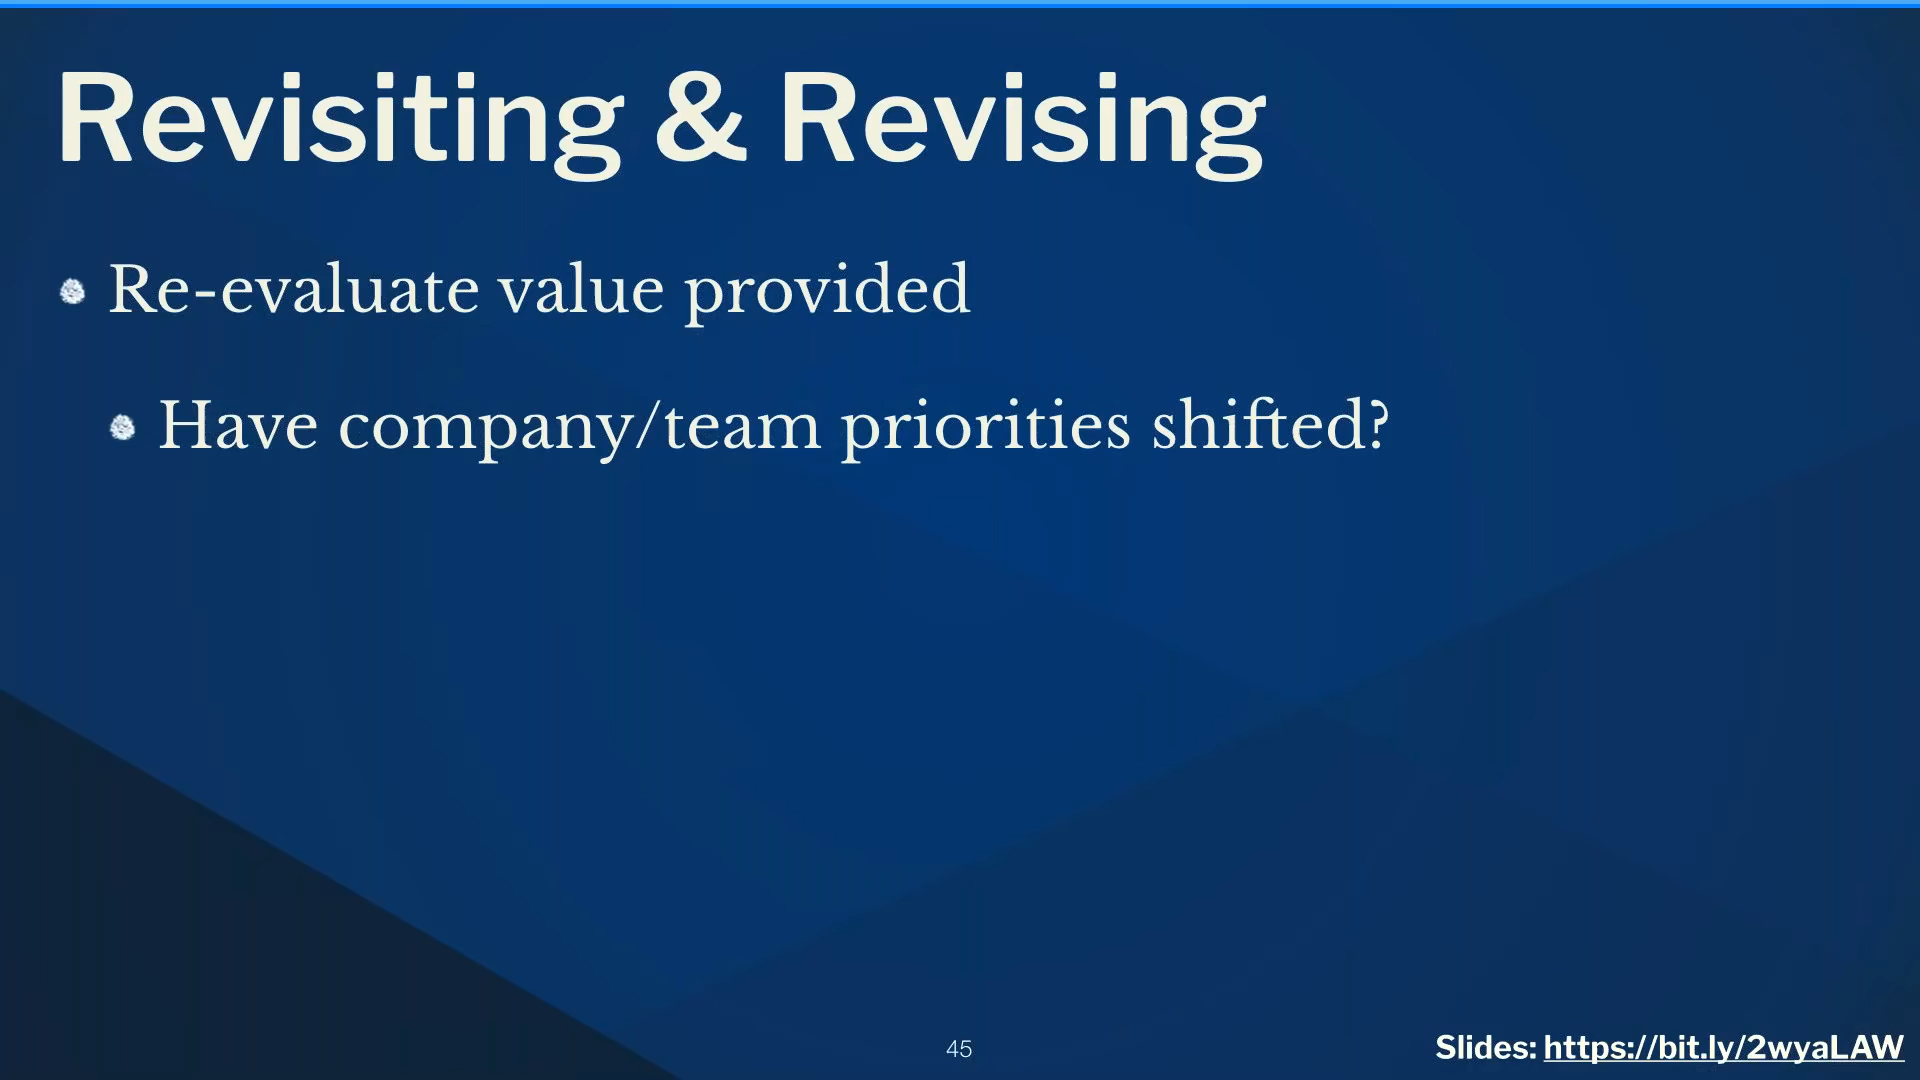 Revisiting & Revising
Re-evaluate value provided
Have company/team priorities shifted?
45
Slides: https://bit.ly/2wyaLAW